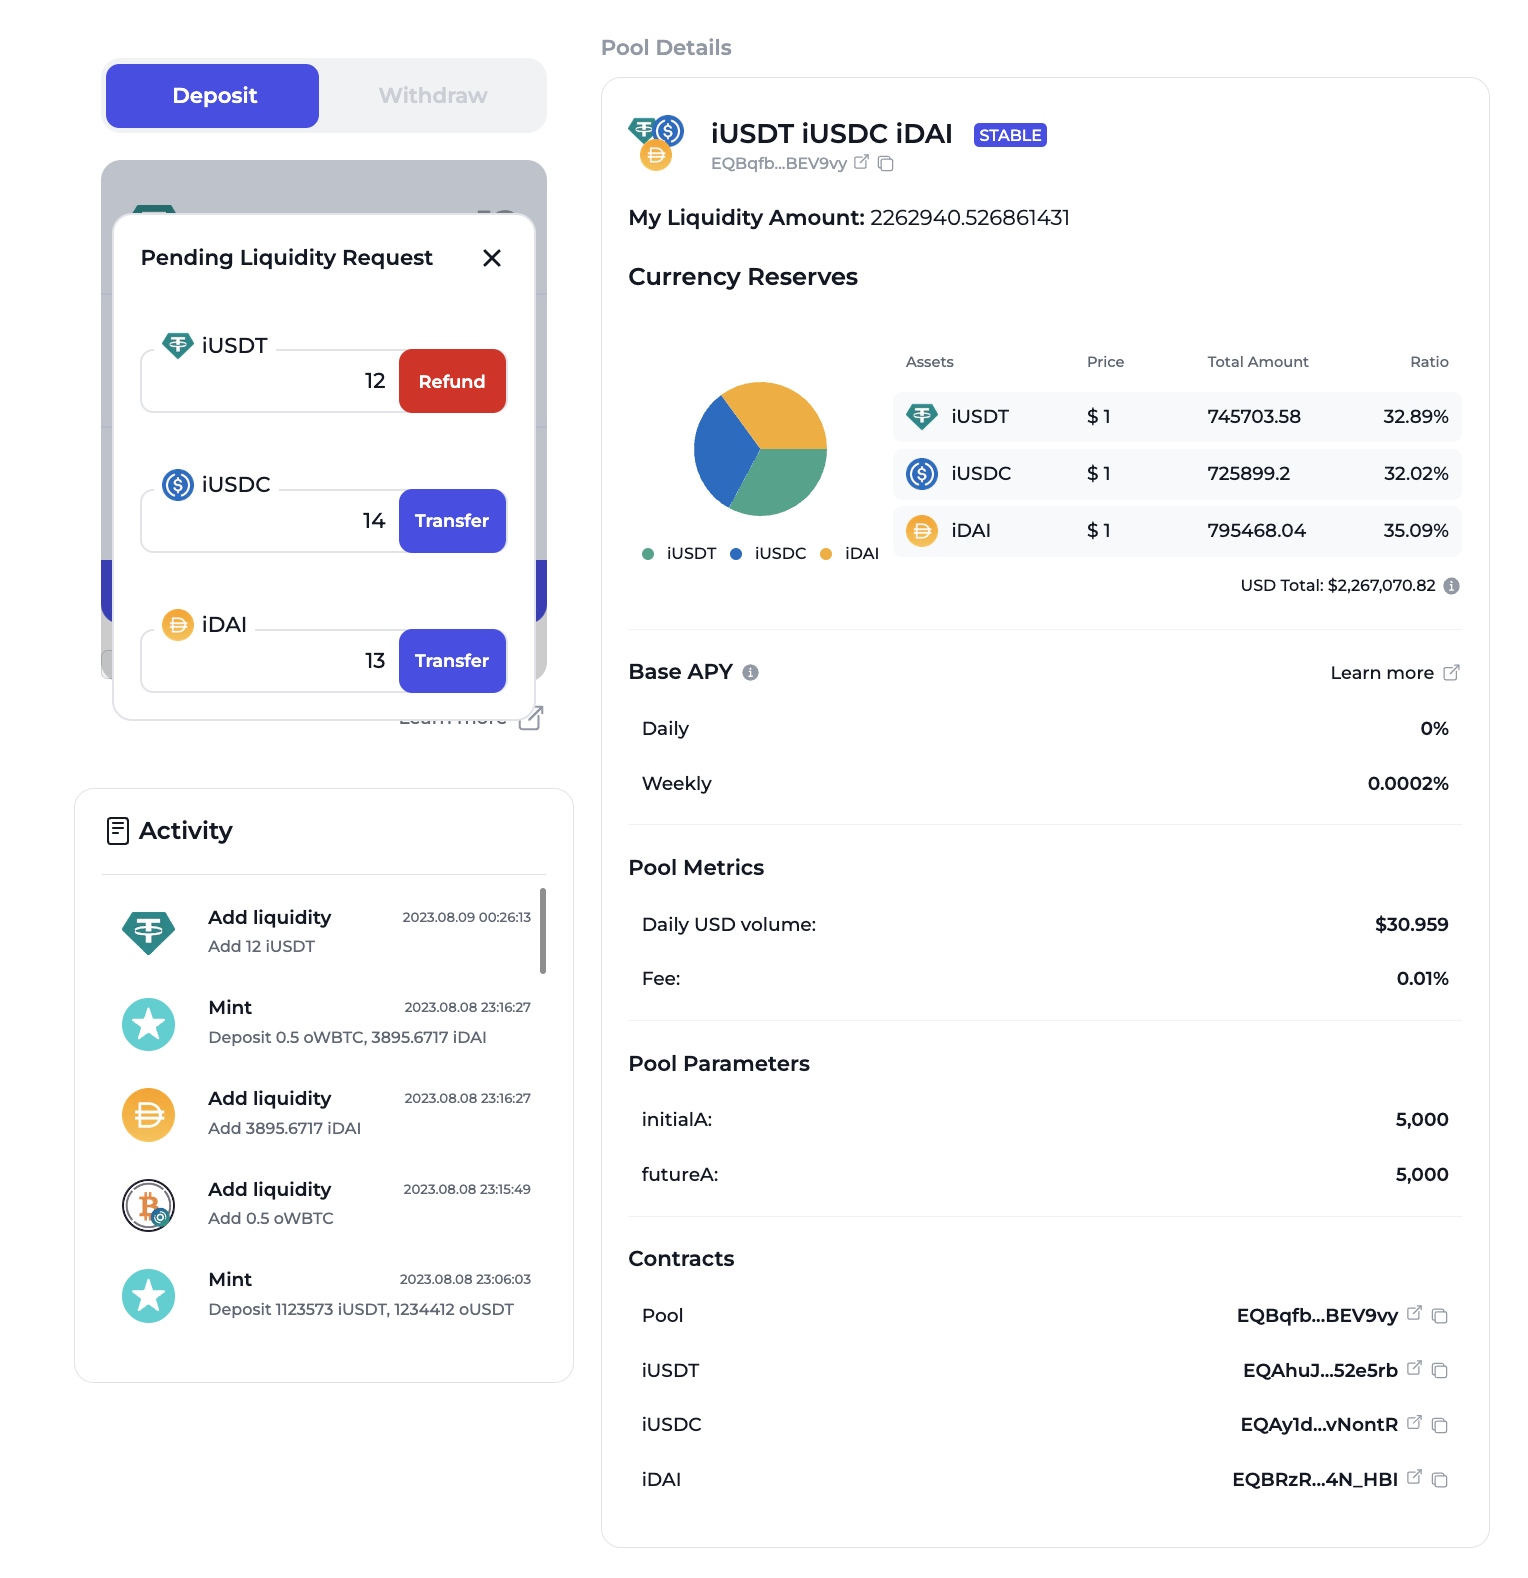 Deposit
Withdraw
Pending Liquidity Request
iUSDT
12
Refund
iUSDC
14
Transfer
iDAI
13
Transfer
Learn more
Activity
Add liquidity
2023.08.09 00:26:13
Add 12 iUSDT
Mint
2023.08.08 23:16:27
Deposit 0.5 oWBTC, 3895.6717 iDAI
Add liquidity
2023.08.08 23:16:27
Add 3895.6717 iDAI
Add liquidity
2023.08.08 23:15:49
Add 0.5 oWBTC
Mint
2023.08.08 23:06:03
Deposit 1123573 iUSDT, 1234412 oUSDT
Pool Details
iUSDT iUSDC iDAI
STABLE
EQBqfb...BEV9vy
My Liquidity Amount: 2262940.526861431
Currency Reserves
iUSDT iUSDC iDAI
Assets Price Total Amount Ratio
iUSDT $ 1 745703.58 32.89%
iUSDC $ 1 725899.2 32.02%
iDAI $ 1 795468.04 35.09%
USD Total: $2,267,070.82
Base APY
Learn more
Daily 0%
Weekly 0.0002%
Pool Metrics
Daily USD volume: $30.959
Fee: 0.01%
Pool Parameters
initialA: 5,000
futureA: 5,000
Contracts
Pool EQBqfb...BEV9vy
iUSDT EQAhuJ...52e5rb
iUSDC EQAy1d...vNontR
iDAI EQBRzR...4N_HBI